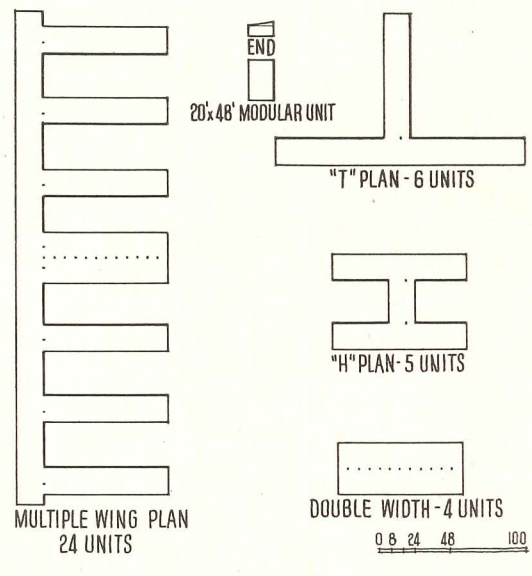 END
20'x48' MODULAR UNIT
"T" PLAN - 6 UNITS
"H" PLAN - 5 UNITS
DOUBLE WIDTH - 4 UNITS
MULTIPLE WING PLAN
24 UNITS
0 8 24 48 100